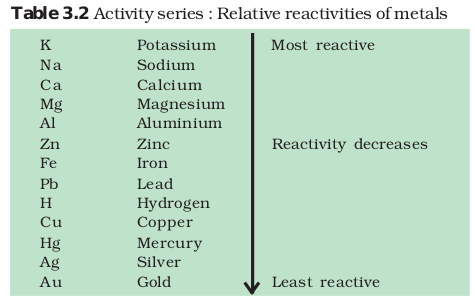 Table 3.2 Activity series : Relative reactivities of metals
K Potassium Most reactive
Na Sodium
Ca Calcium
Mg Magnesium
Al Aluminium
Zn Zinc Reactivity decreases
Fe Iron
Pb Lead
H Hydrogen
Cu Copper
Hg Mercury
Ag Silver
Au Gold Least reactive